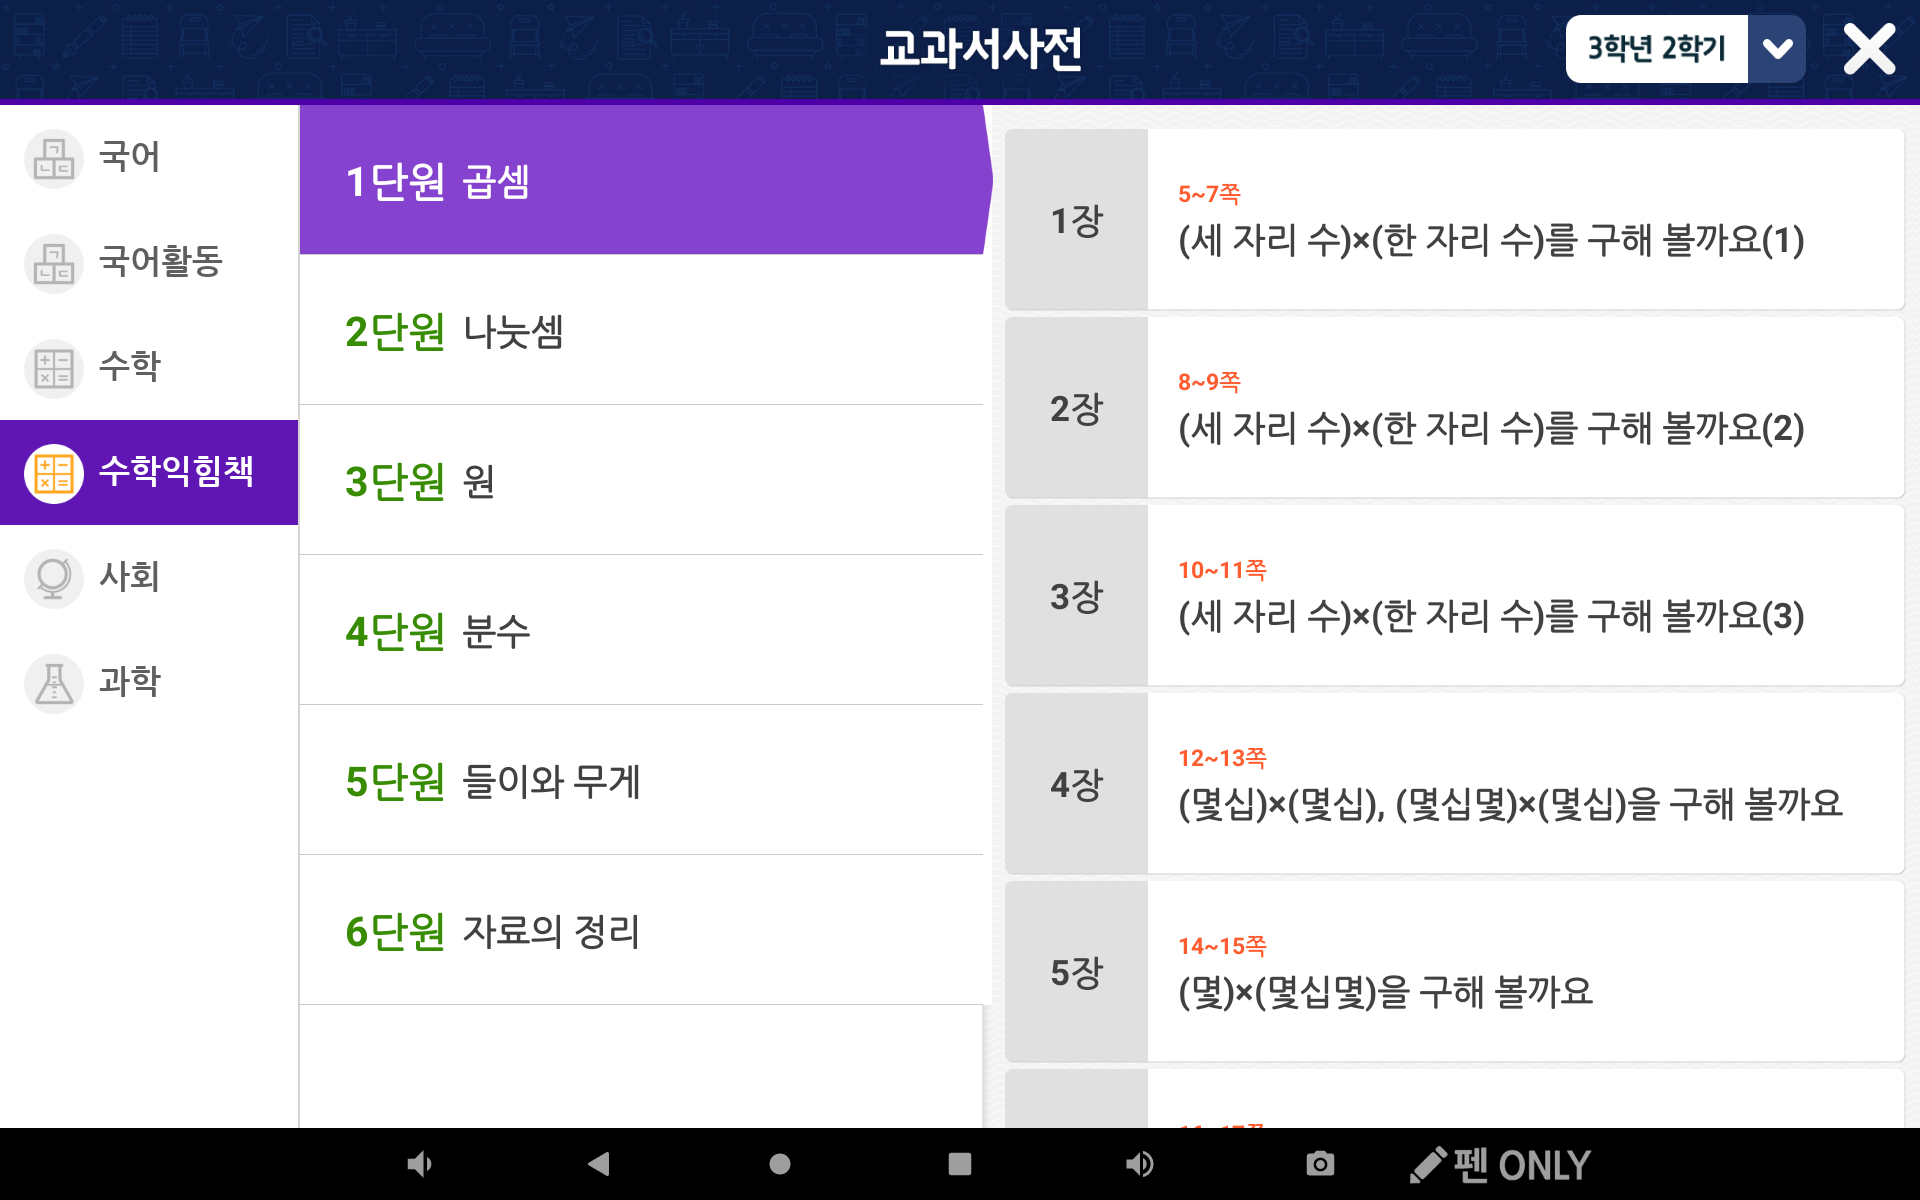 교과서사전
3학년 2학기
국어
국어활동
수학
수학익힘책
사회
과학
1단원 곱셈
2단원 나눗셈
3단원 원
4단원 분수
5단원 들이와 무게
6단원 자료의 정리
1장
5~7쪽
(세 자리 수)×(한 자리 수)를 구해 볼까요(1)
2장
8~9쪽
(세 자리 수)×(한 자리 수)를 구해 볼까요(2)
3장
10~11쪽
(세 자리 수)×(한 자리 수)를 구해 볼까요(3)
4장
12~13쪽
(몇십)×(몇십), (몇십몇)×(몇십)을 구해 볼까요
5장
14~15쪽
(몇)×(몇십몇)을 구해 볼까요
펜 ONLY